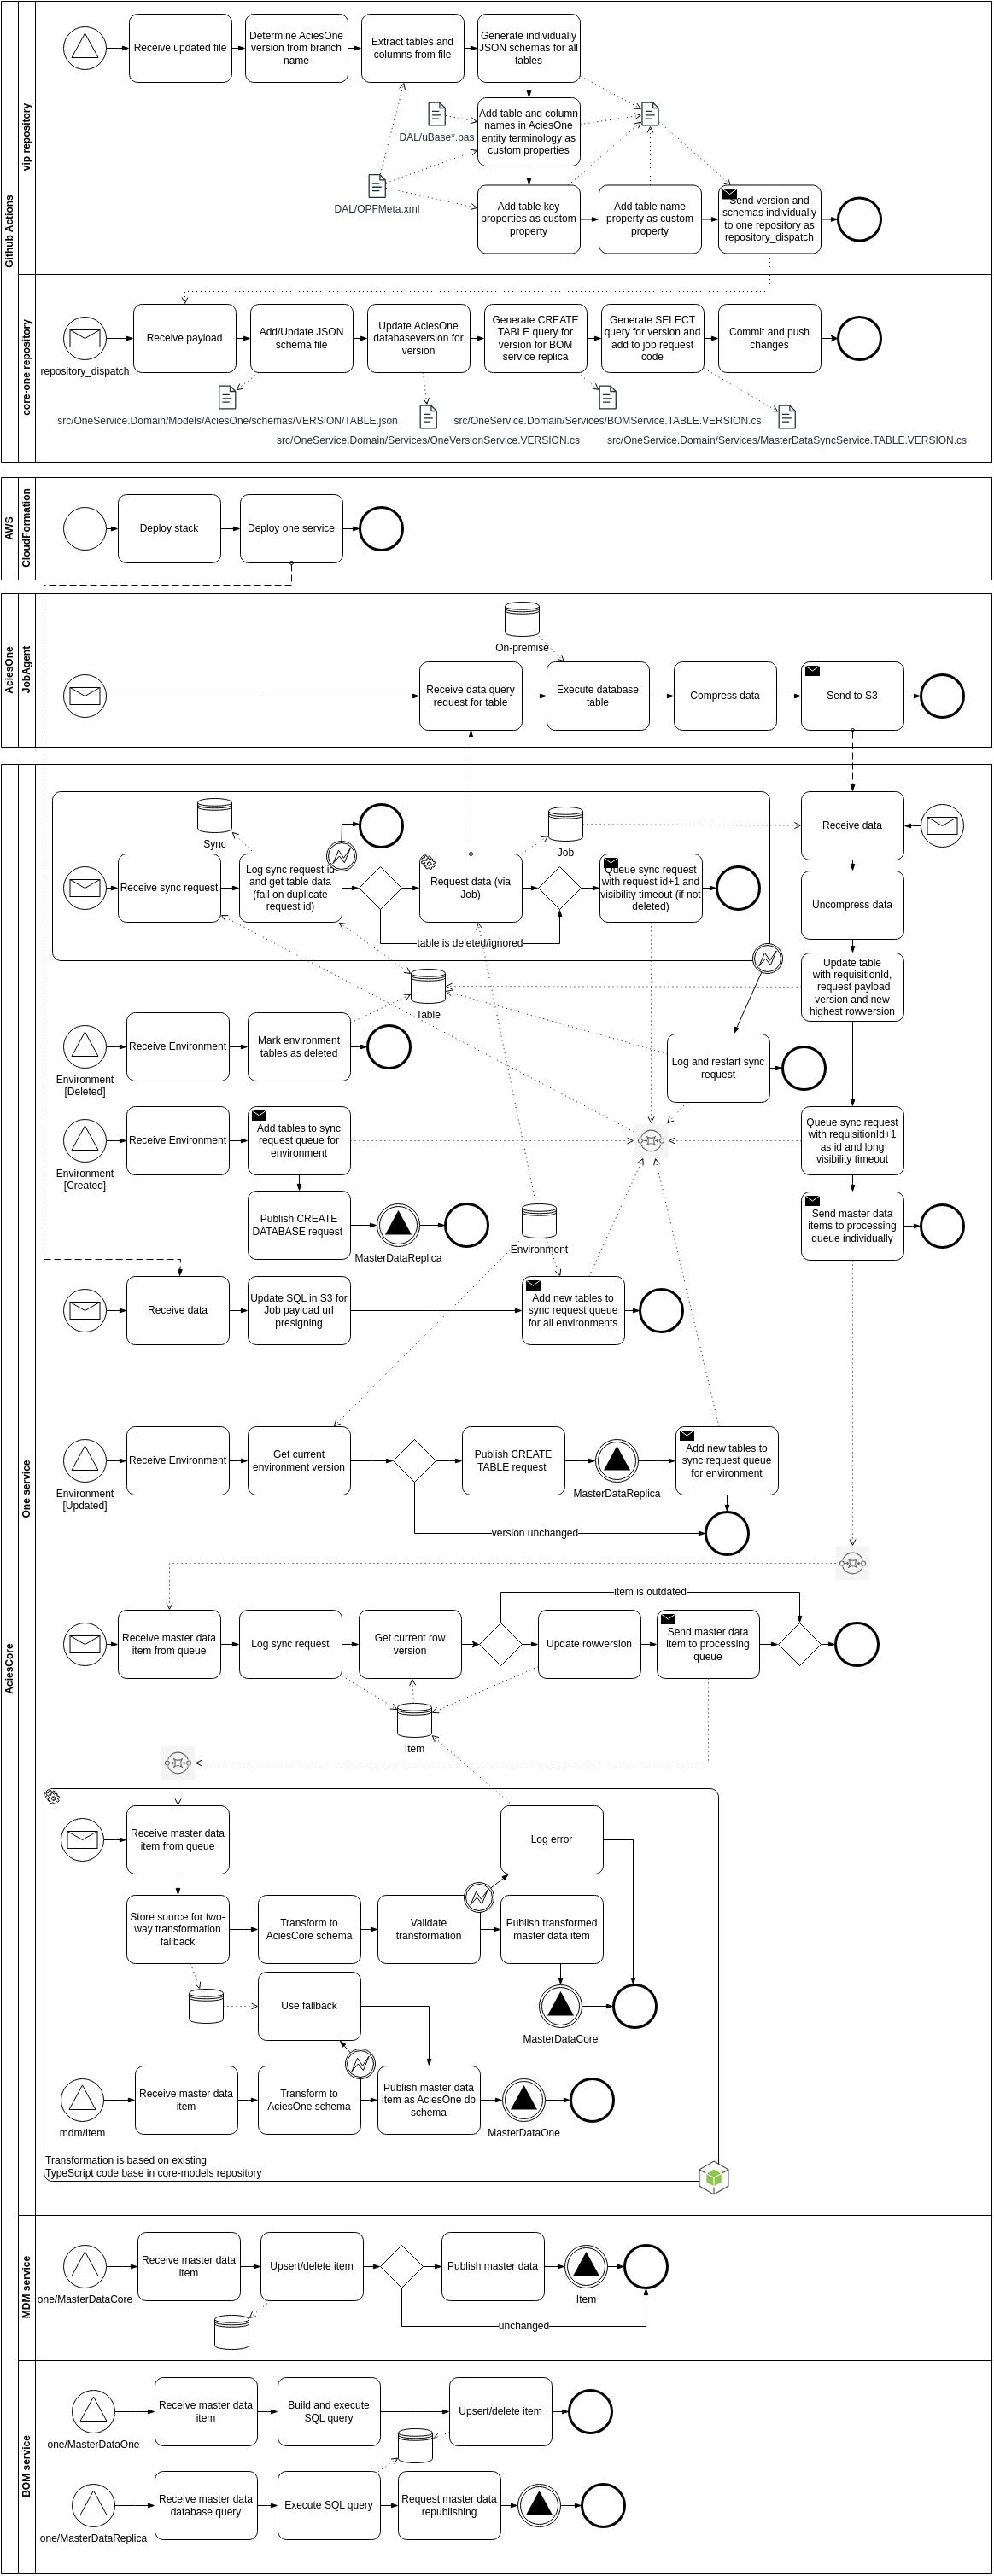 Github Actions
vip repository
Receive updated file
Determine AciesOne
version from branch
name
Extract tables and
columns from file
Generate individually
JSON schemas for all
tables
DAL/uBase*.pas
Add table and column
names in AciesOne
entity terminology as
custom properties
DAL/OPFMeta.xml
Add table key
properties as custom
property
Add table name
property as custom
property
Send version and
schemas individually
to one repository as
repository_dispatch
core-one repository
repository_dispatch
Receive payload
Add/Update JSON
schema file
Update AciesOne
databaseversion for
version
Generate CREATE
TABLE query for
version for BOM
service replica
Generate SELECT
query for version and
add to job request
code
Commit and push
changes
src/OneService.Domain/Models/AciesOne/schemas/VERSION/TABLE.json
src/OneService.Domain/Services/BOMService.TABLE.VERSION.cs
src/OneService.Domain/Services/OneVersionService.VERSION.cs
src/OneService.Domain/Services/MasterDataSyncService.TABLE.VERSION.cs
AWS
CloudFormation
Deploy stack
Deploy one service
AciesOne
JobAgent
On-premise
Receive data query
request for table
Execute database
table
Compress data
Send to S3
AciesCore
One service
Sync
Job
Receive data
Receive sync request
Log sync request id
and get table data
(fail on duplicate
request id)
Request data (via
Job)
Queue sync request
with request id+1 and
visibility timeout (if not
deleted)
table is deleted/ignored
Uncompress data
Update table
with requisitionId,
request payload
version and new
highest rowversion
Table
Environment
[Deleted]
Receive Environment
Mark environment
tables as deleted
Log and restart sync
request
Environment
[Created]
Receive Environment
Add tables to sync
request queue for
environment
Queue sync request
with requisitionId+1
as id and long
visibility timeout
Publish CREATE
DATABASE request
MasterDataReplica
Environment
Send master data
items to processing
queue individually
Receive data
Update SQL in S3 for
Job payload url
presigning
Add new tables to
sync request queue
for all environments
Environment
[Updated]
Receive Environment
Get current
environment version
Publish CREATE
TABLE request
MasterDataReplica
Add new tables to
sync request queue
for environment
version unchanged
item is outdated
Receive master data
item from queue
Log sync request
Get current row
version
Update rowversion
Send master data
item to processing
queue
Item
Receive master data
item from queue
Log error
Store source for two-
way transformation
fallback
Transform to
AciesCore schema
Validate
transformation
Publish transformed
master data item
Use fallback
MasterDataCore
mdm/Item
Receive master data
item
Transform to
AciesOne schema
Publish master data
item as AciesOne db
schema
MasterDataOne
Transformation is based on existing
TypeScript code base in core-models repository
MDM service
one/MasterDataCore
Receive master data
item
Upsert/delete item
Publish master data
Item
unchanged
BOM service
one/MasterDataOne
Receive master data
item
Build and execute
SQL query
Upsert/delete item
one/MasterDataReplica
Receive master data
database query
Execute SQL query
Request master data
republishing